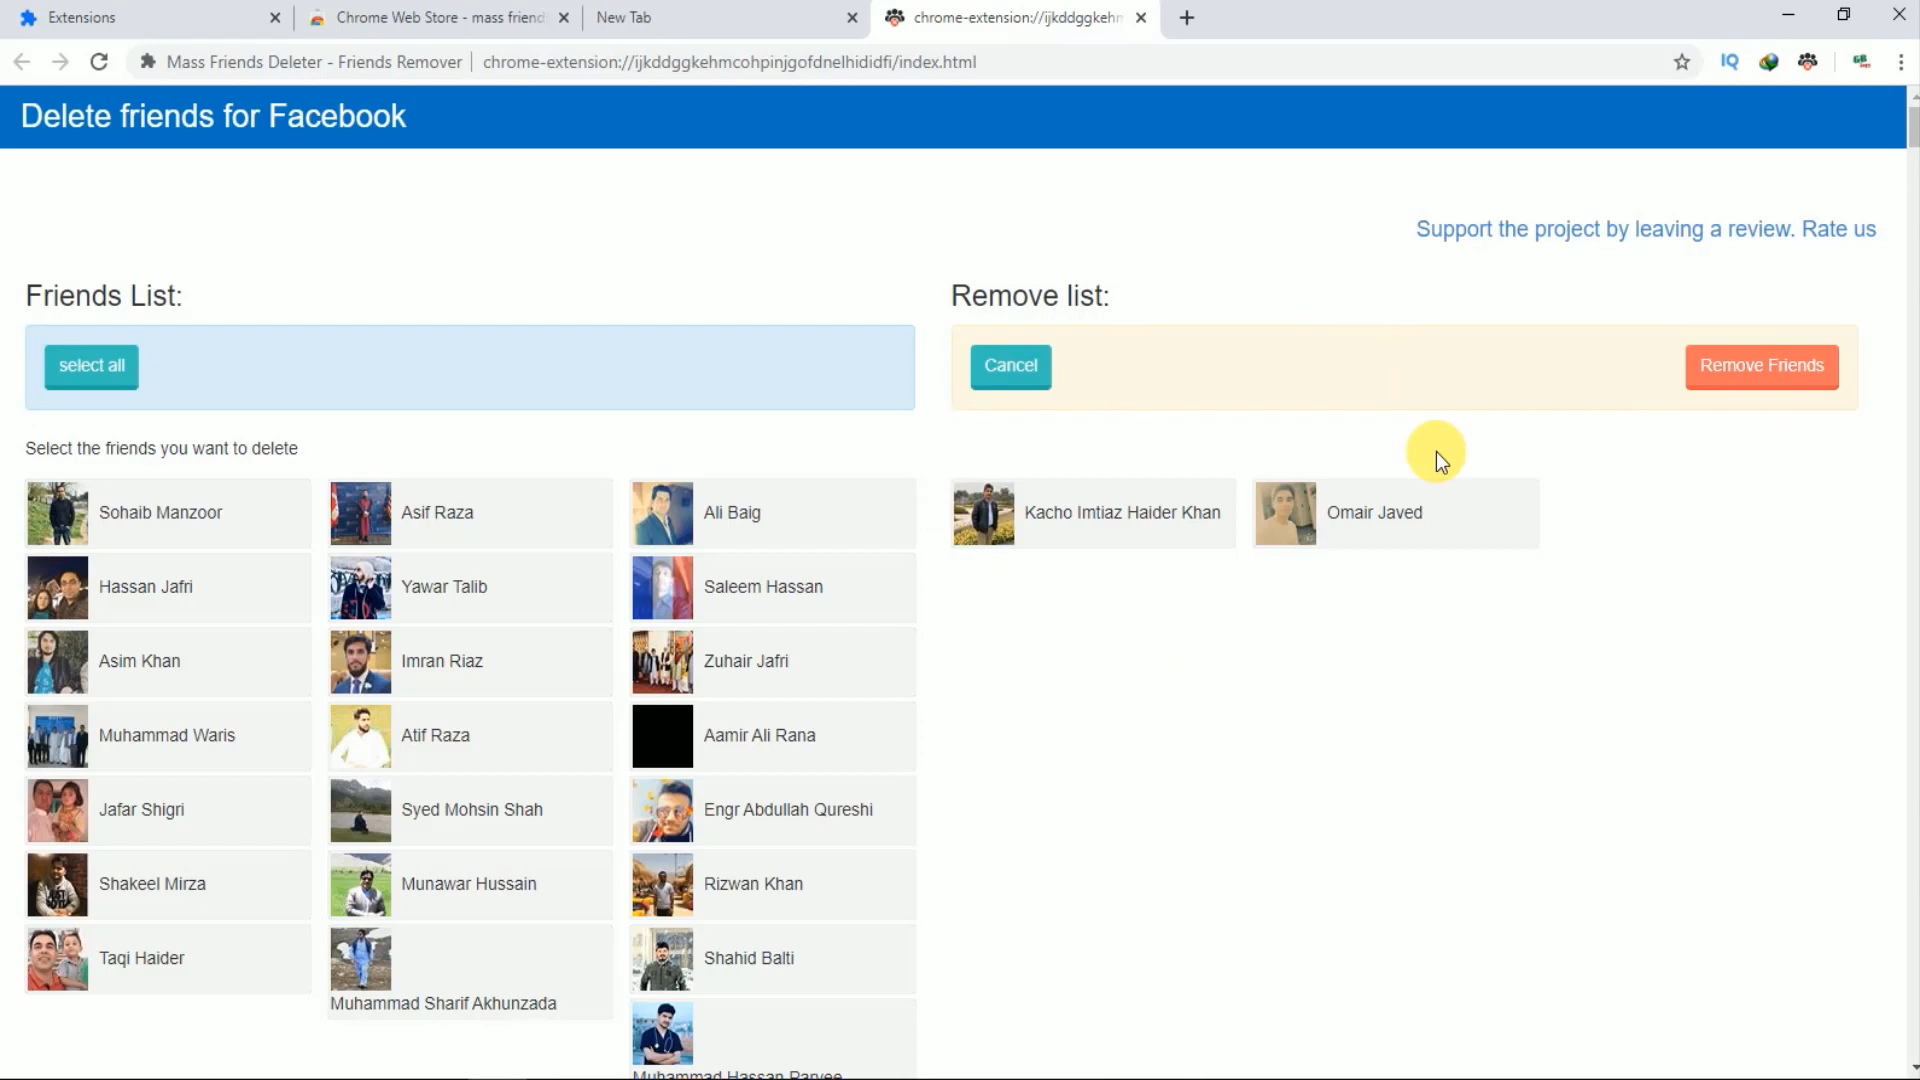 Extensions
Chrome Web Store - mass friend
New Tab
chrome-extension://ijkddggkehm
Mass Friends Deleter - Friends Remover
chrome-extension://ijkddggkehmcohpinjgofdnelhididfi/index.html
IQ
Delete friends for Facebook
Support the project by leaving a review. Rate us
Friends List:
select all
Select the friends you want to delete
Sohaib Manzoor
Asif Raza
Ali Baig
Hassan Jafri
Yawar Talib
Saleem Hassan
Asim Khan
Imran Riaz
Zuhair Jafri
Muhammad Waris
Atif Raza
Aamir Ali Rana
Jafar Shigri
Syed Mohsin Shah
Engr Abdullah Qureshi
Shakeel Mirza
Munawar Hussain
Rizwan Khan
Taqi Haider
Muhammad Sharif Akhunzada
Shahid Balti
Muhammad Hassan Parvee
Remove list:
Cancel
Remove Friends
Kacho Imtiaz Haider Khan
Omair Javed